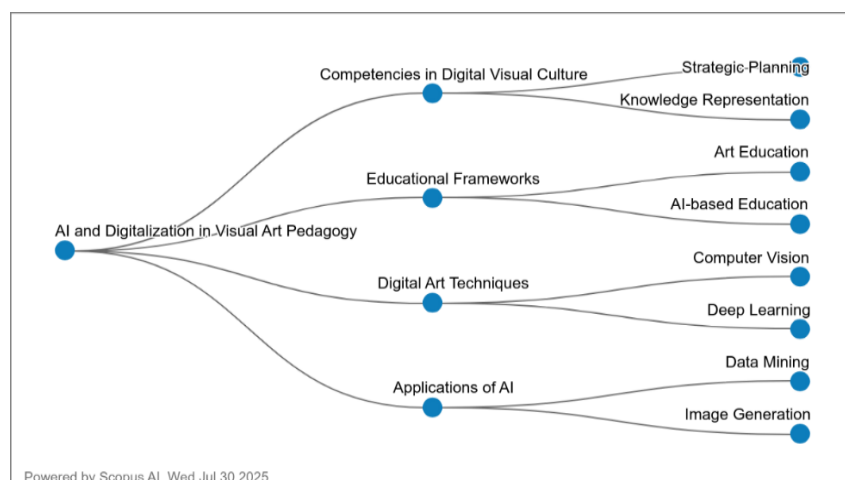 Strategic-Planning
Competencies in Digital Visual Culture
Knowledge Representation
Art Education
Educational Frameworks
AI-based Education
AI and Digitalization in Visual Art Pedagogy
Computer Vision
Digital Art Techniques
Deep Learning
Data Mining
Applications of AI
Image Generation
Powered by Scopus AI, Wed Jul 30 2025